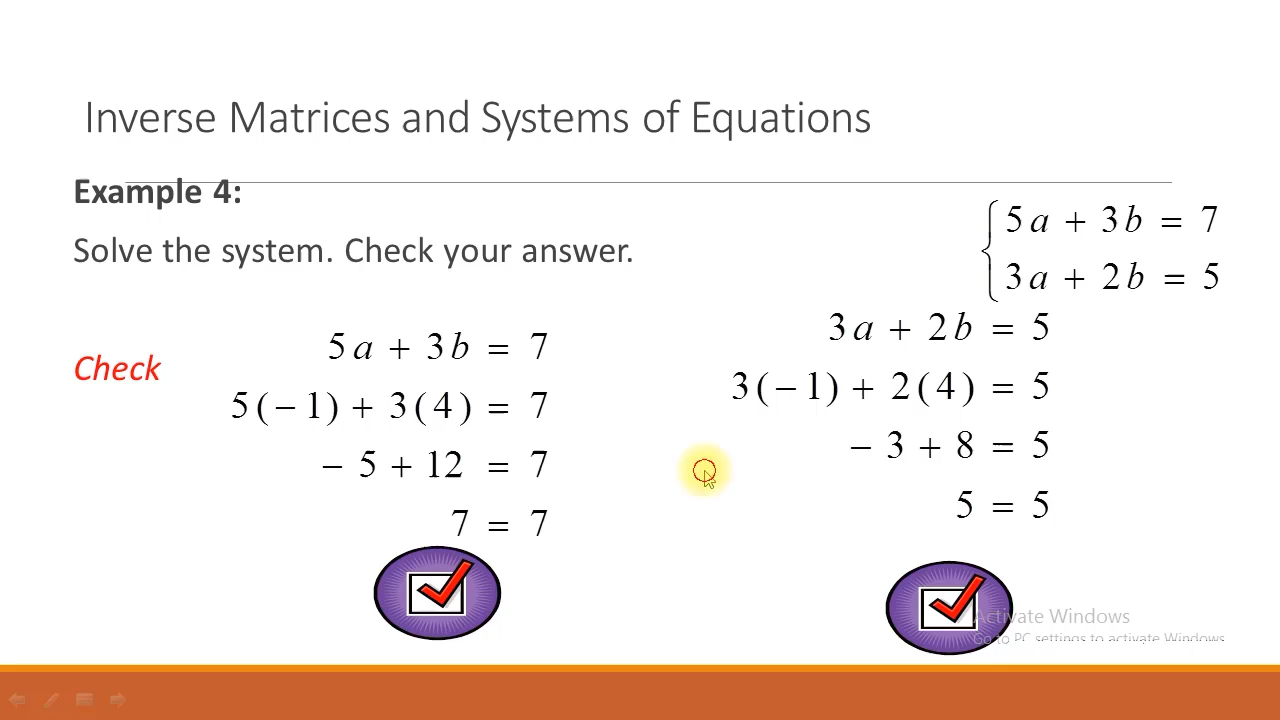 Inverse Matrices and Systems of Equations
Example 4:
Solve the system. Check your answer.
5a + 3b = 7
3a + 2b = 5
Check
5a + 3b = 7
5(−1) + 3(4) = 7
−5 + 12 = 7
7 = 7
3a + 2b = 5
3(−1) + 2(4) = 5
−3 + 8 = 5
5 = 5
Activate Windows
Go to PC settings to activate Windows